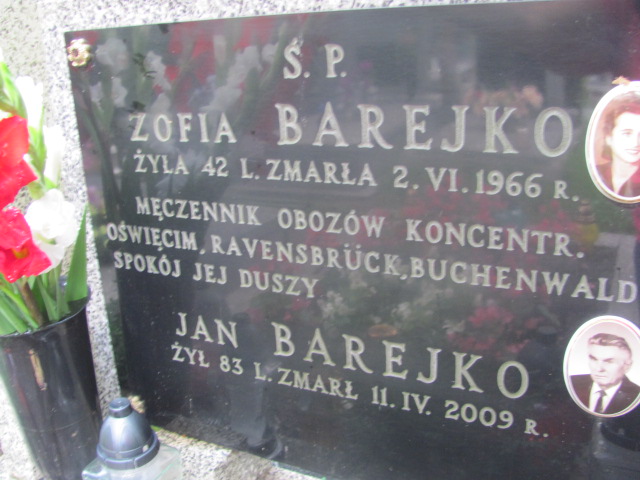 Ś. P.
ZOFIA BAREJKO
ŻYŁA 42 L. ZMARŁA 2. VI. 1966 R.
MĘCZENNIK OBOZÓW KONCENTR.
OŚWIĘCIM, RAVENSBRÜCK, BUCHENWALD
SPOKÓJ JEJ DUSZY
JAN BAREJKO
ŻYŁ 83 L. ZMARŁ 11. IV. 2009 R.